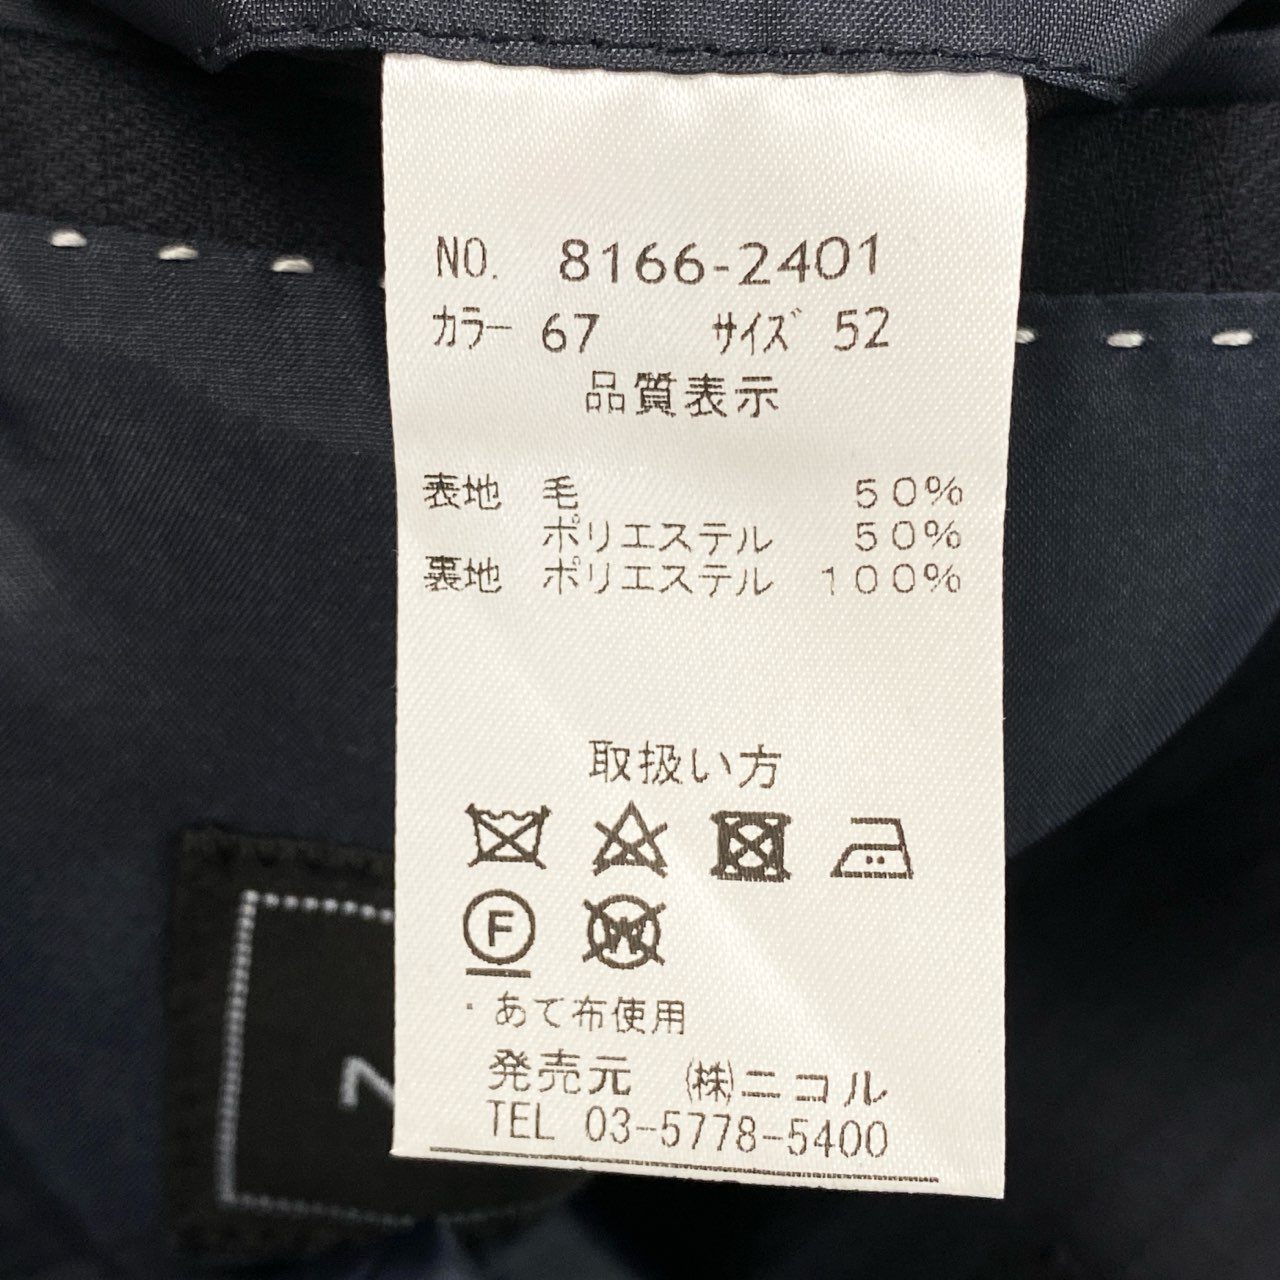 NO. 8166-2401
カラー 67 サイズ 52
品質表示
表地 毛 50%
ポリエステル 50%
裏地 ポリエステル 100%
取扱い方
F W
・あて布使用
発売元 ㈱ニコル
TEL 03-5778-5400